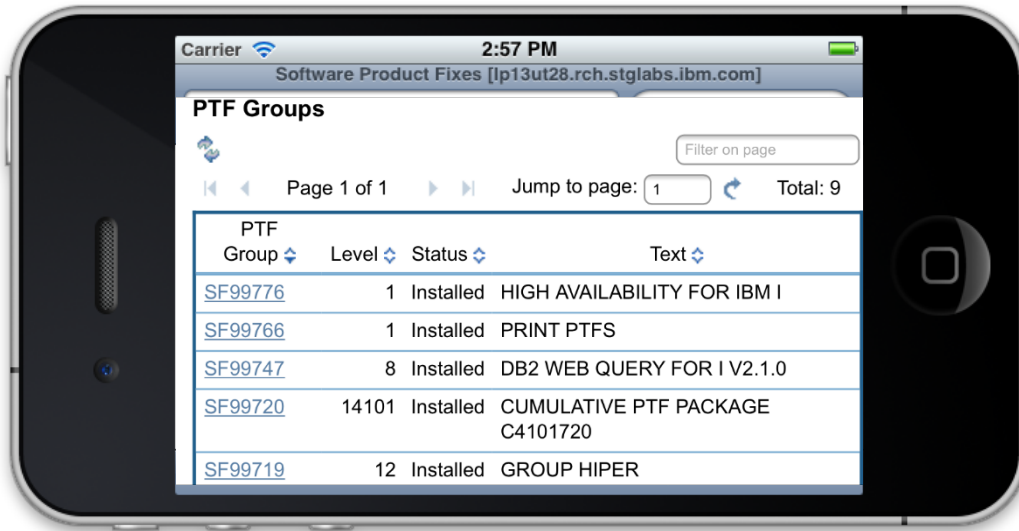 Carrier 2:57 PM
Software Product Fixes [lp13ut28.rch.stglabs.ibm.com]
PTF Groups
Filter on page
Page 1 of 1 Jump to page: 1 Total: 9
PTF
Group Level Status Text
SF99776 1 Installed HIGH AVAILABILITY FOR IBM I
SF99766 1 Installed PRINT PTFS
SF99747 8 Installed DB2 WEB QUERY FOR I V2.1.0
SF99720 14101 Installed CUMULATIVE PTF PACKAGE
C4101720
SF99719 12 Installed GROUP HIPER